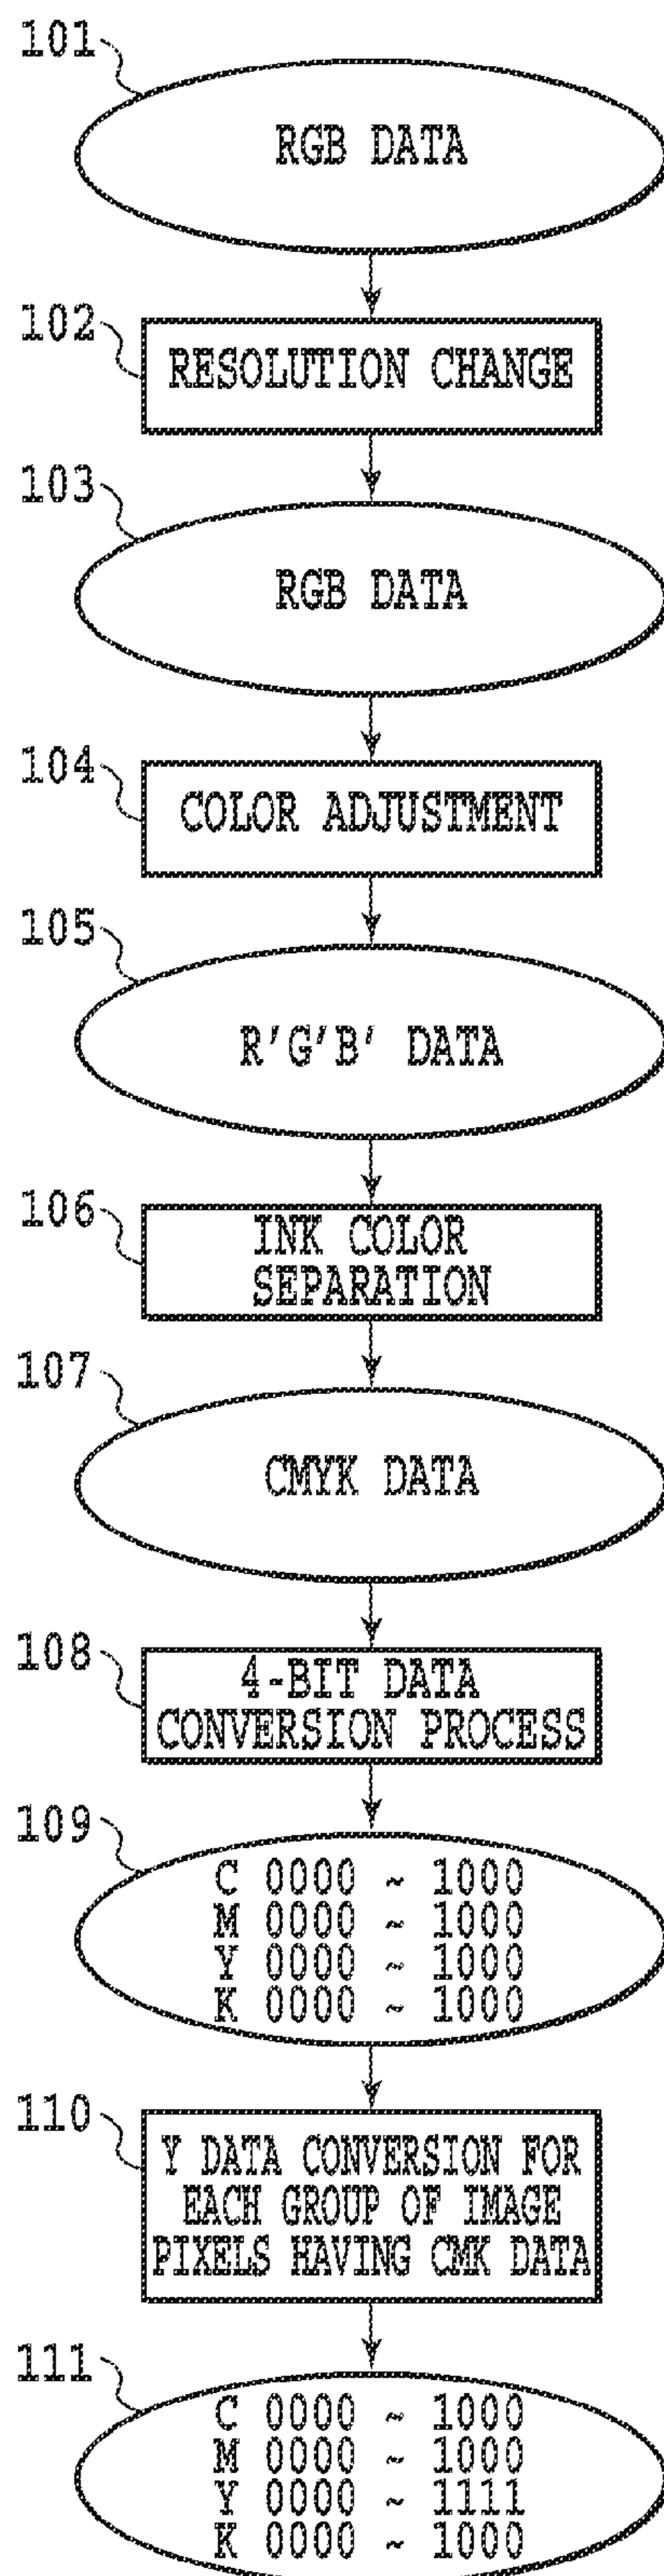 101
RGB DATA
102
RESOLUTION CHANGE
103
RGB DATA
104
COLOR ADJUSTMENT
105
R'G'B' DATA
106
INK COLOR
SEPARATION
107
CMYK DATA
108
4-BIT DATA
CONVERSION PROCESS
109
C 0000 ~ 1000
M 0000 ~ 1000
Y 0000 ~ 1000
K 0000 ~ 1000
110
Y DATA CONVERSION FOR
EACH GROUP OF IMAGE
PIXELS HAVING CMK DATA
111
C 0000 ~ 1000
M 0000 ~ 1000
Y 0000 ~ 1111
K 0000 ~ 1000